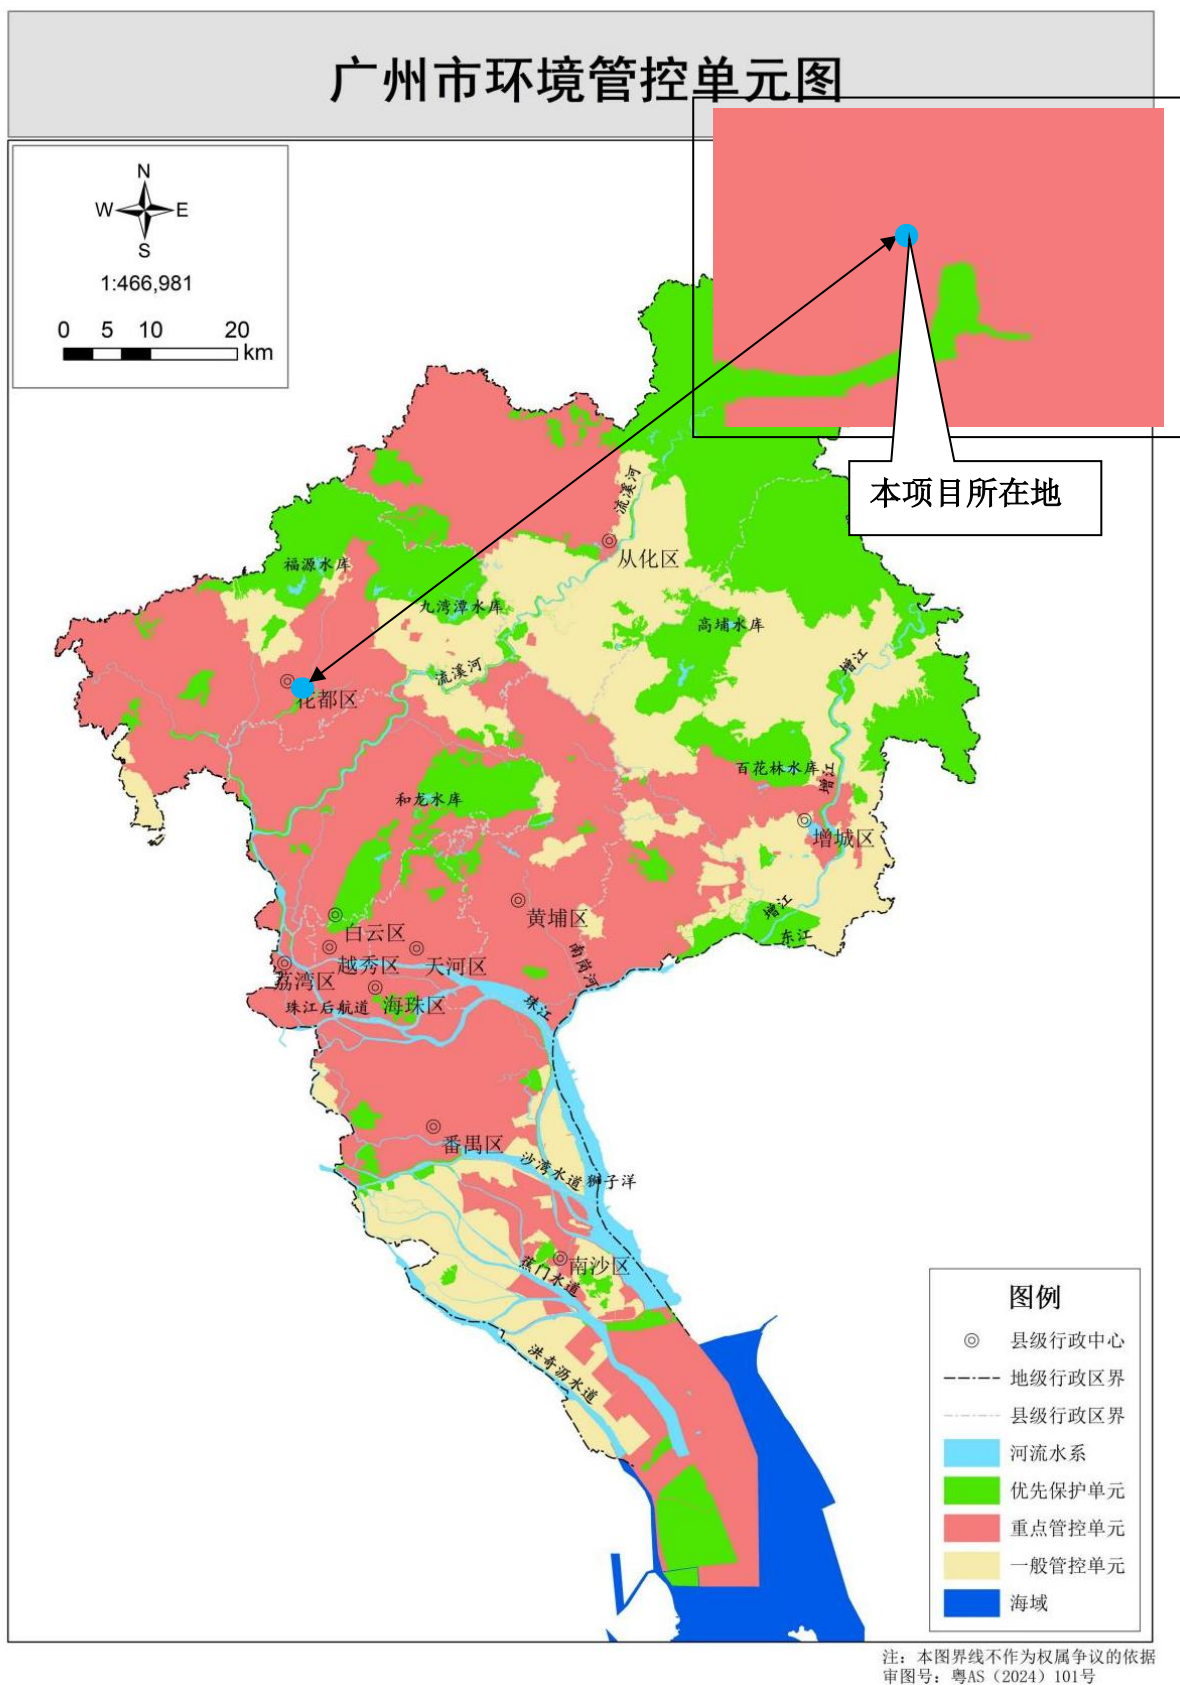 广州市环境管控单元图
N
W E
S
1:466,981
0 5 10 20
km
本项目所在地
流溪河
从化区
福源水库
九湾潭水库
高埔水库
增江
流溪河
花都区
百花林水库
增江
和龙水库
增城区
增江
黄埔区
东江
白云区
南岗河
越秀区
天河区
荔湾区
海珠区
珠江
珠江后航道
番禺区
沙湾水道
狮子洋
南沙区
蕉门水道
洪奇沥水道
图例
县级行政中心
地级行政区界
县级行政区界
河流水系
优先保护单元
重点管控单元
一般管控单元
海域
注：本图界线不作为权属争议的依据
审图号：粤AS（2024）101号